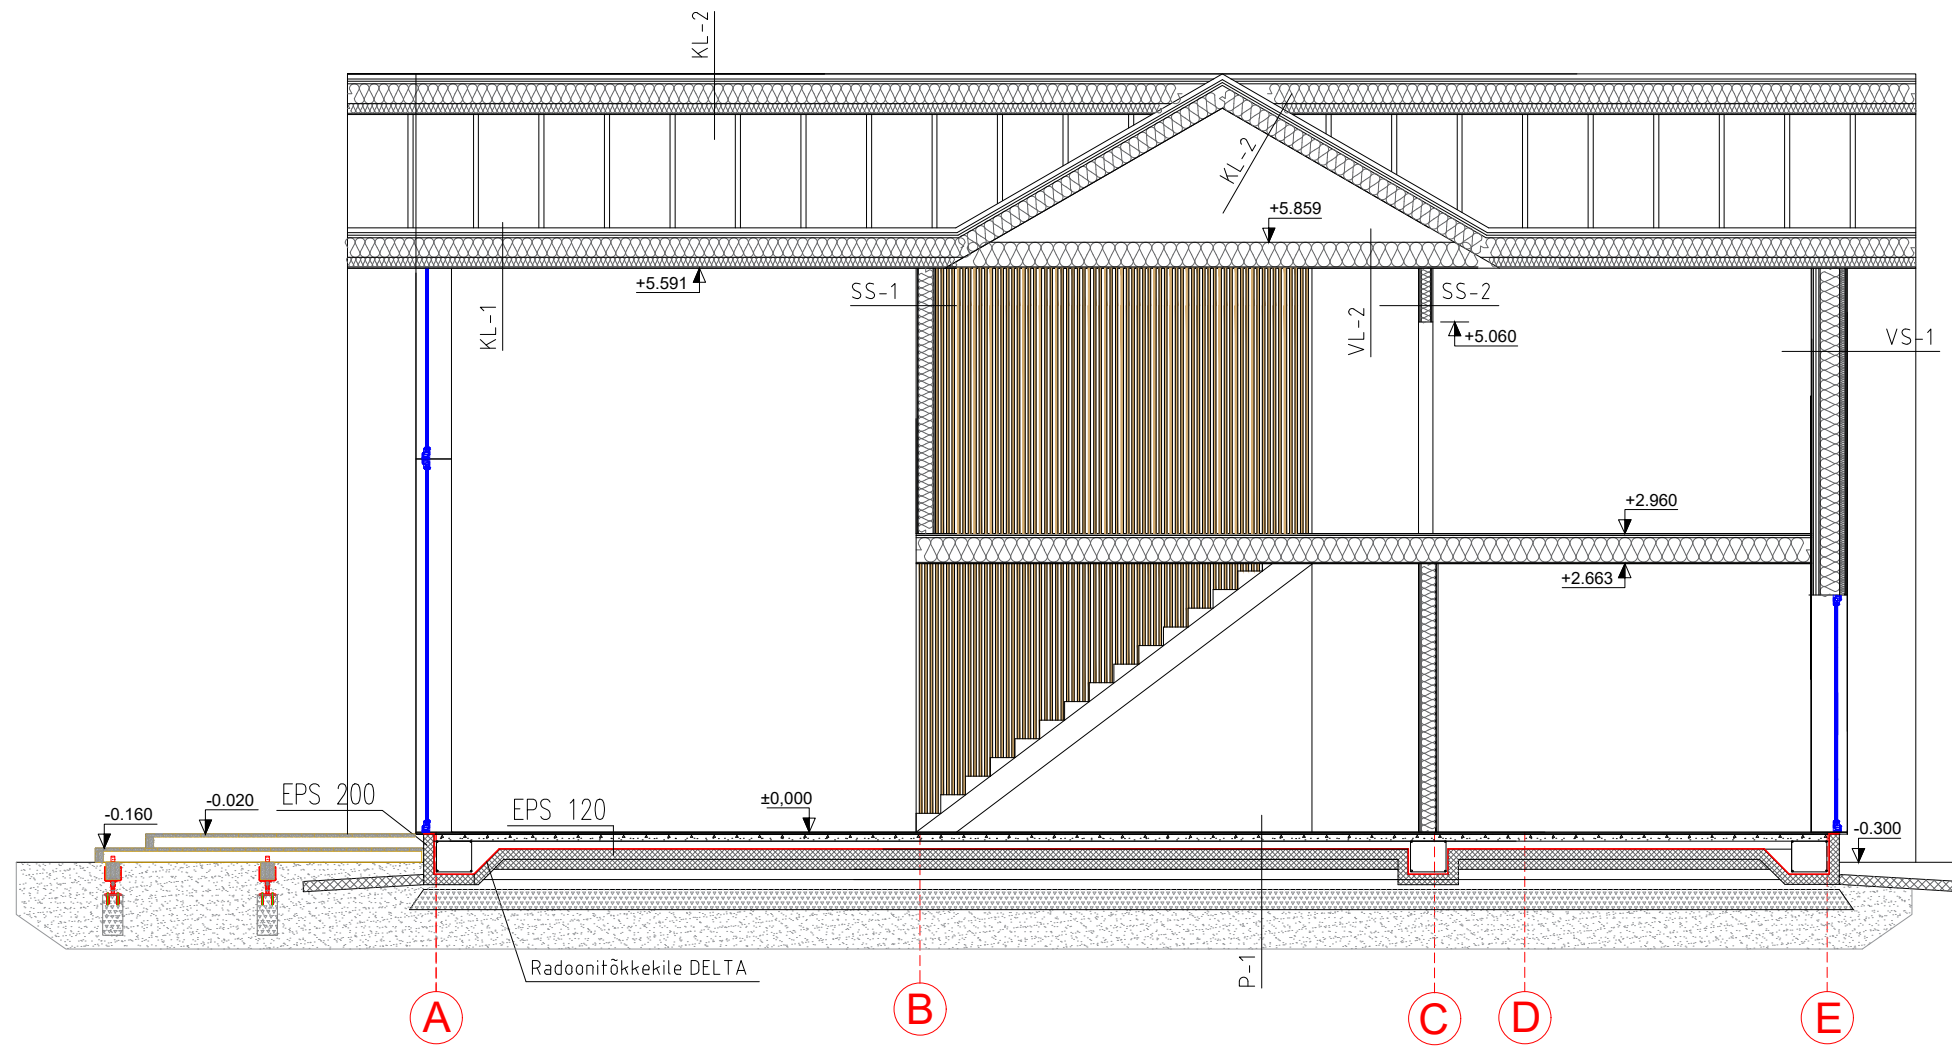 KL-2
KL-2
+5.859
+5.591
SS-1
SS-2
KL-1
VL-2
+5.060
VS-1
+2.960
+2.663
EPS 200
-0.020
-0.160
EPS 120
±0,000
-0.300
Radoonitõkkekile DELTA
P-1
A
B
C
D
E